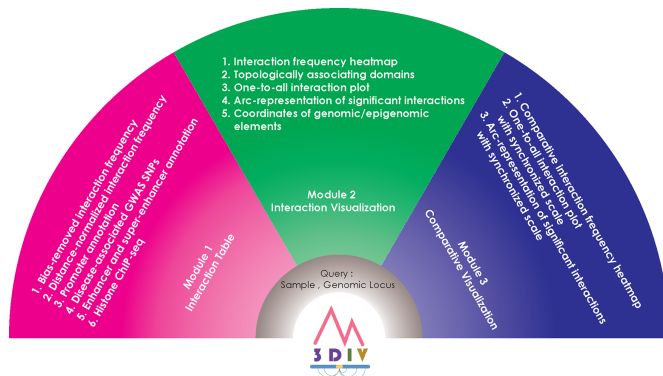 1. Bias-removed interaction frequency
2. Distance-normalized interaction frequency
3. Promoter annotation
4. Disease-associated GWAS SNPs
5. Enhancer and super-enhancer annotation
6. Histone ChIP-seq
Module 1
Interaction Table
1. Interaction frequency heatmap
2. Topologically associating domains
3. One-to-all interaction plot
4. Arc-representation of significant interactions
5. Coordinates of genomic/epigenomic
elements
Module 2
Interaction Visualization
1. Comparative interaction frequency heatmap
2. One-to-all interaction plot
with synchronized scale
3. Arc-representation of significant interactions
with synchronized scale
Module 3
Comparative Visualization
Query :
Sample , Genomic Locus
3DIV